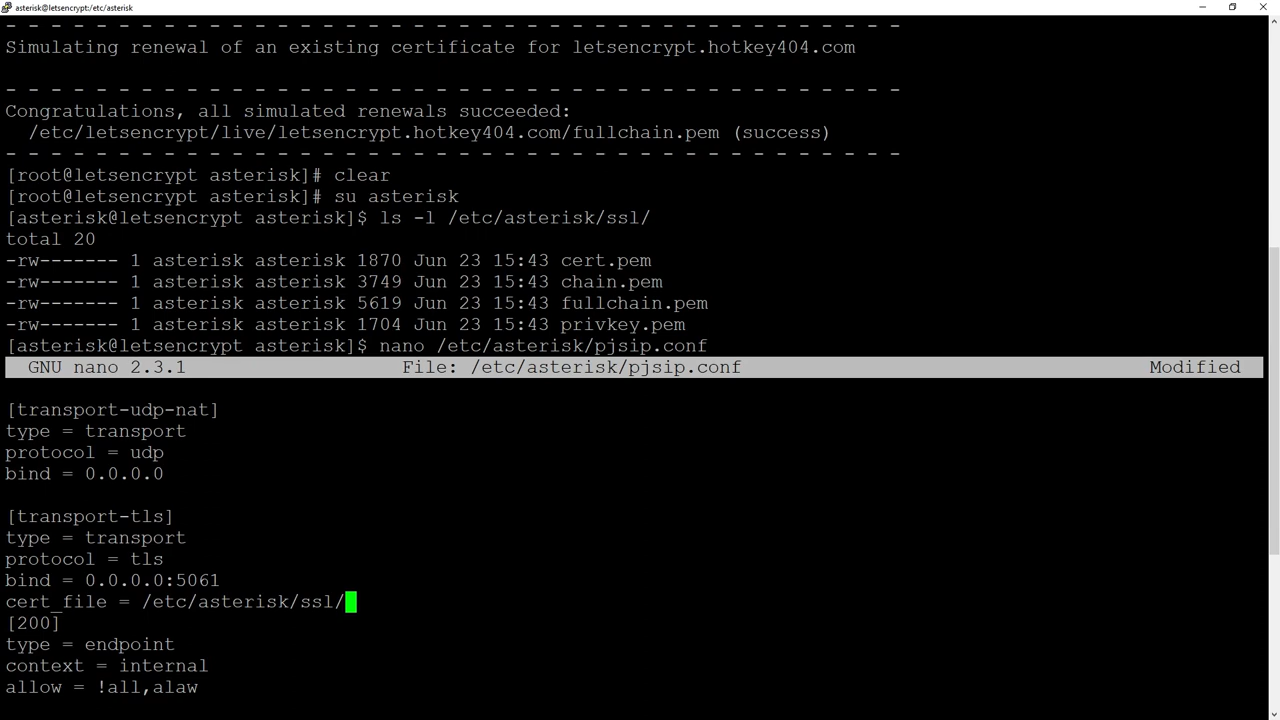 asterisk@letsencrypt:/etc/asterisk
- - - - - - - - - - - - - - - - - - - - - - - - - - - - - - - - - - - - - - - -
Simulating renewal of an existing certificate for letsencrypt.hotkey404.com
- - - - - - - - - - - - - - - - - - - - - - - - - - - - - - - - - - - - - - - -
Congratulations, all simulated renewals succeeded:
  /etc/letsencrypt/live/letsencrypt.hotkey404.com/fullchain.pem (success)
- - - - - - - - - - - - - - - - - - - - - - - - - - - - - - - - - - - - - - - -
[root@letsencrypt asterisk]# clear
[root@letsencrypt asterisk]# su asterisk
[asterisk@letsencrypt asterisk]$ ls -l /etc/asterisk/ssl/
total 20
-rw------- 1 asterisk asterisk 1870 Jun 23 15:43 cert.pem
-rw------- 1 asterisk asterisk 3749 Jun 23 15:43 chain.pem
-rw------- 1 asterisk asterisk 5619 Jun 23 15:43 fullchain.pem
-rw------- 1 asterisk asterisk 1704 Jun 23 15:43 privkey.pem
[asterisk@letsencrypt asterisk]$ nano /etc/asterisk/pjsip.conf
GNU nano 2.3.1 File: /etc/asterisk/pjsip.conf Modified
[transport-udp-nat]
type = transport
protocol = udp
bind = 0.0.0.0
[transport-tls]
type = transport
protocol = tls
bind = 0.0.0.0:5061
cert_file = /etc/asterisk/ssl/
[200]
type = endpoint
context = internal
allow = !all,alaw